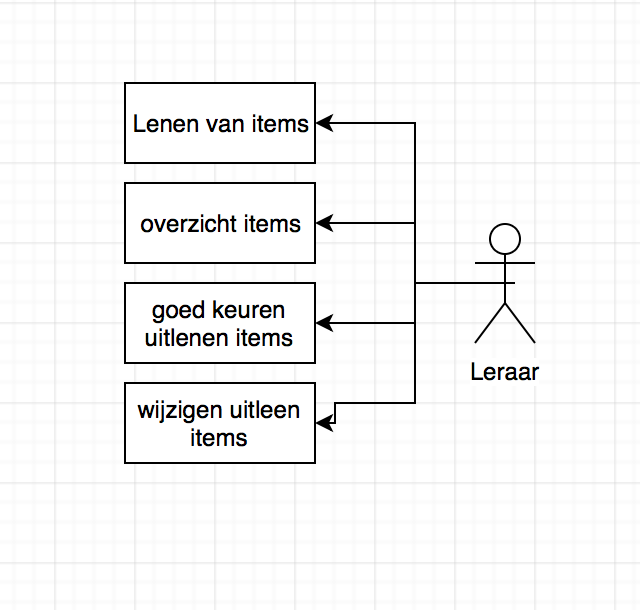 Lenen van items
overzicht items
goed keuren
uitlenen items
wijzigen uitleen
items
Leraar